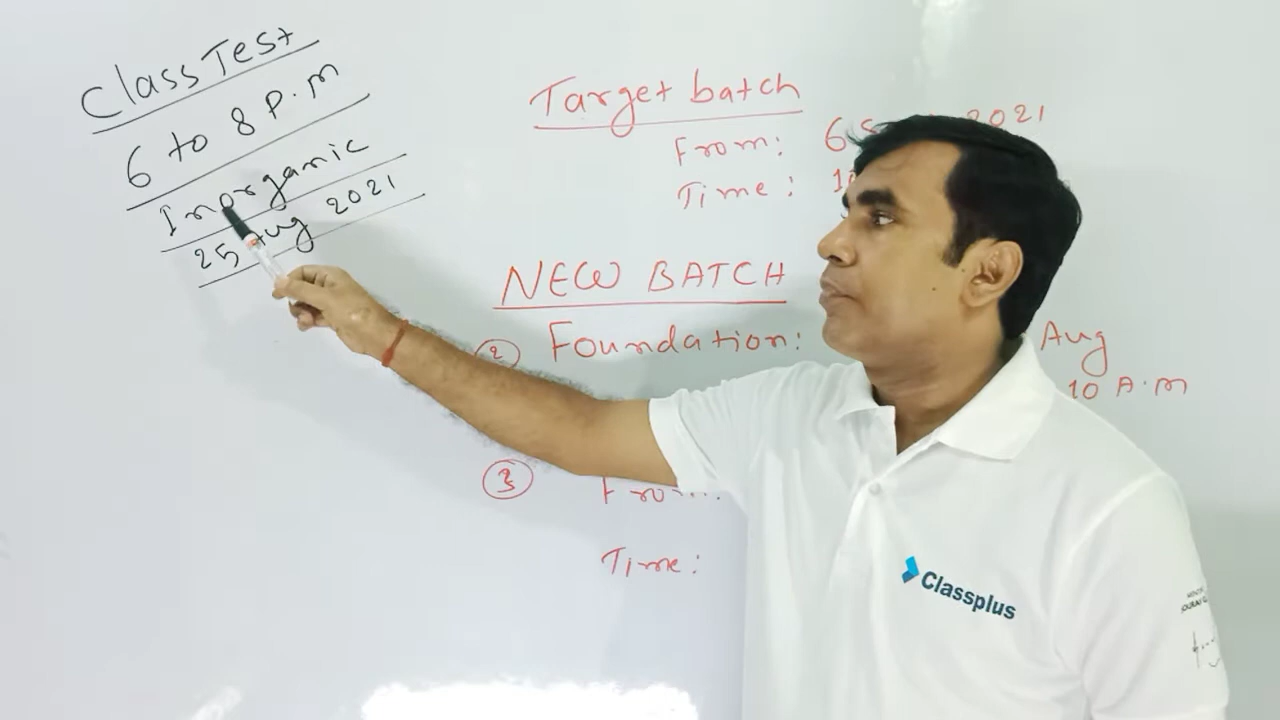 Class Test
6 to 8 P.m
Inorganic
25 Aug 2021
Target batch
From: 6 2021
Time:
NEW BATCH
② Foundation: Aug
10 A.m
③ From:
Time:
Classplus